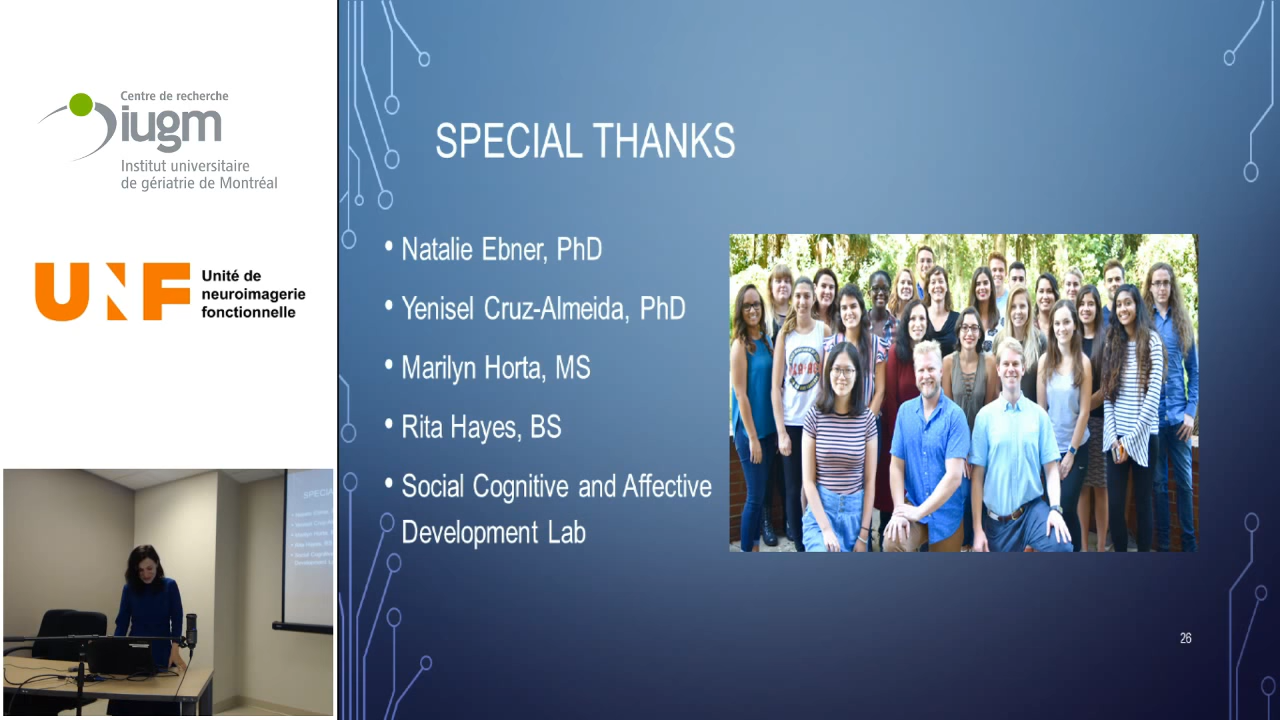 Centre de recherche
iugm
Institut universitaire
de gériatrie de Montréal
UNF
Unité de
neuroimagerie
fonctionnelle
SPECIAL THANKS
• Natalie Ebner, PhD
• Yenisel Cruz-Almeida, PhD
• Marilyn Horta, MS
• Rita Hayes, BS
• Social Cognitive and Affective
Development Lab
26